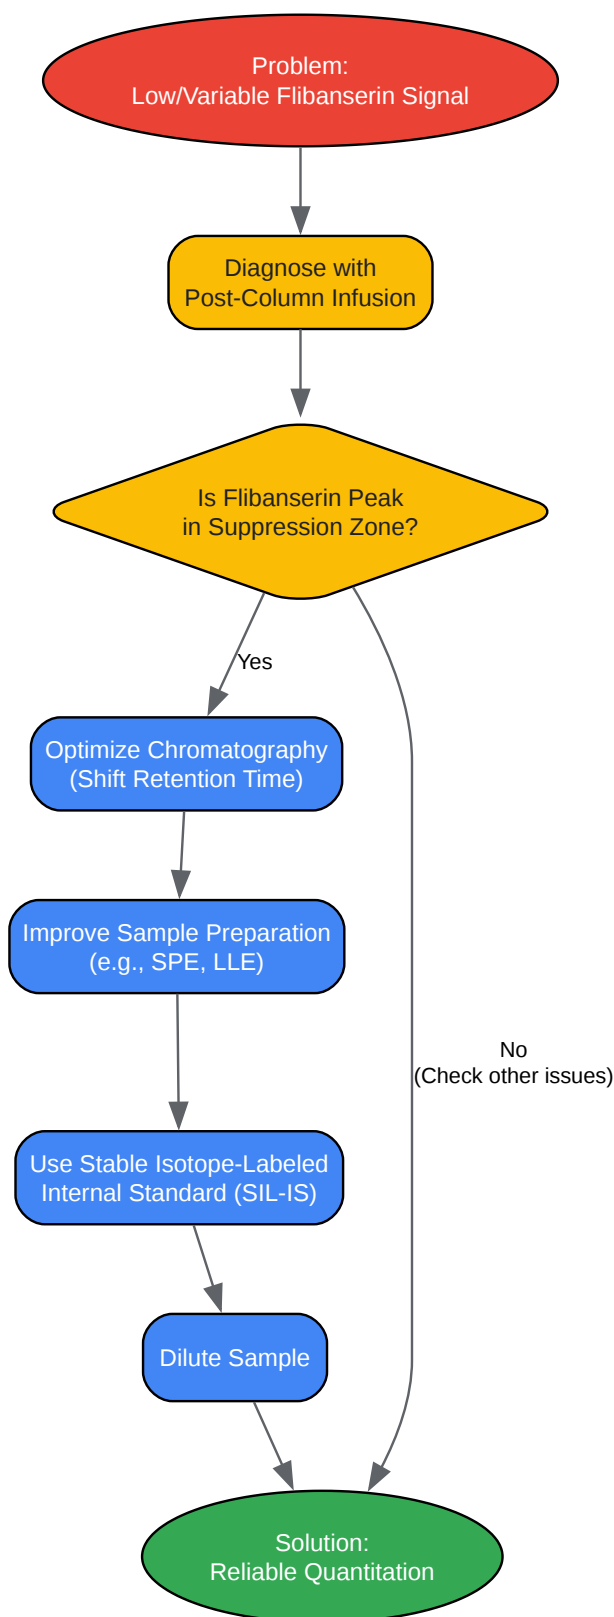 Problem:
Low/Variable Flibanserin Signal
Diagnose with
Post-Column Infusion
Is Flibanserin Peak
in Suppression Zone?
Yes
Optimize Chromatography
(Shift Retention Time)
Improve Sample Preparation
(e.g., SPE, LLE)
No
(Check other issues)
Use Stable Isotope-Labeled
Internal Standard (SIL-IS)
Dilute Sample
Solution:
Reliable Quantitation